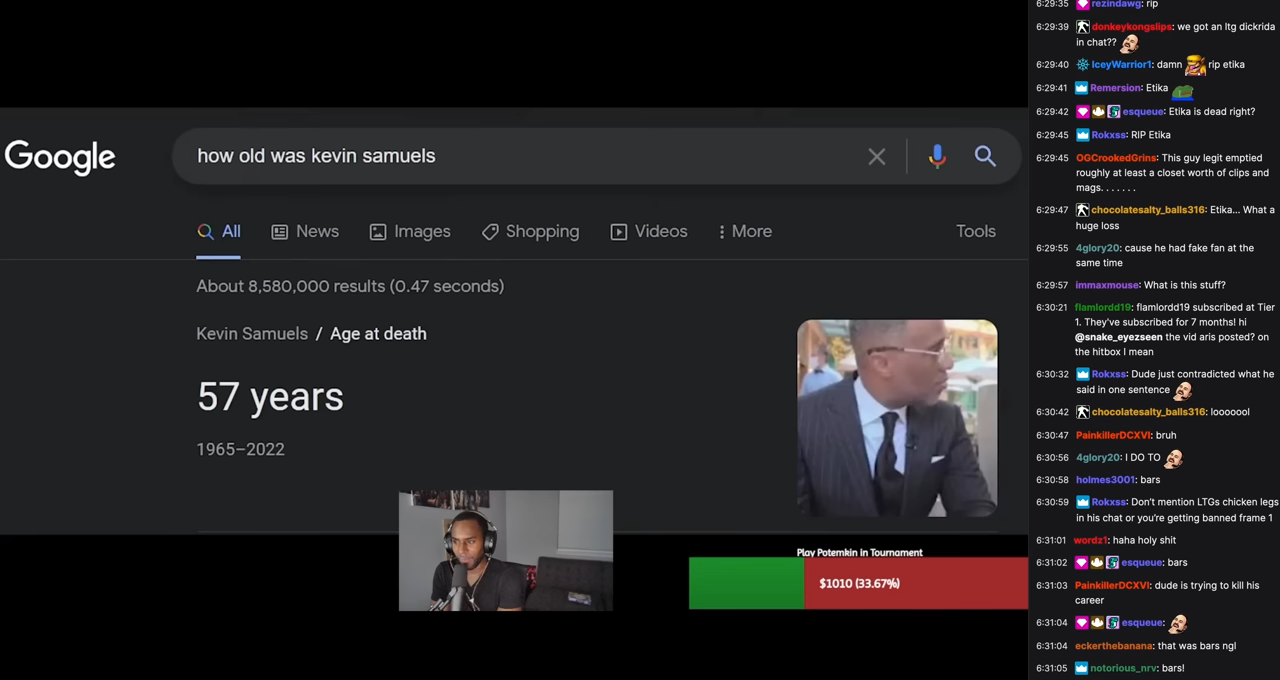 Google
how old was kevin samuels
All
News
Images
Shopping
Videos
More
Tools
About 8,580,000 results (0.47 seconds)
Kevin Samuels / Age at death
57 years
1965–2022
Play Potemkin in Tournament
$1010 (33.67%)
6:29:35 rezindawg: rip
6:29:39 donkeykongslips: we got an ltg dickrida
in chat??
6:29:40 IceyWarrior1: damn rip etika
6:29:41 Remersion: Etika
6:29:42 esqueue: Etika is dead right?
6:29:45 Rokxss: RIP Etika
6:29:45 OGCrookedGrins: This guy legit emptied
roughly at least a closet worth of clips and
mags. . . . . . .
6:29:47 chocolatesalty_balls316: Etika... What a
huge loss
6:29:55 4glory20: cause he had fake fan at the
same time
6:29:57 immaxmouse: What is this stuff?
6:30:21 flamlordd19: flamlordd19 subscribed at Tier
1. They've subscribed for 7 months! hi
@snake_eyezseen the vid aris posted? on
the hitbox I mean
6:30:32 Rokxss: Dude just contradicted what he
said in one sentence
6:30:42 chocolatesalty_balls316: looooool
6:30:47 PainkillerDCXVI: bruh
6:30:56 4glory20: I DO TO
6:30:58 holmes3001: bars
6:30:59 Rokxss: Don't mention LTGs chicken legs
in his chat or you're getting banned frame 1
6:31:01 wordz1: haha holy shit
6:31:02 esqueue: bars
6:31:03 PainkillerDCXVI: dude is trying to kill his
career
6:31:04 esqueue:
6:31:04 eckerthebanana: that was bars ngl
6:31:05 notorious_nrv: bars!